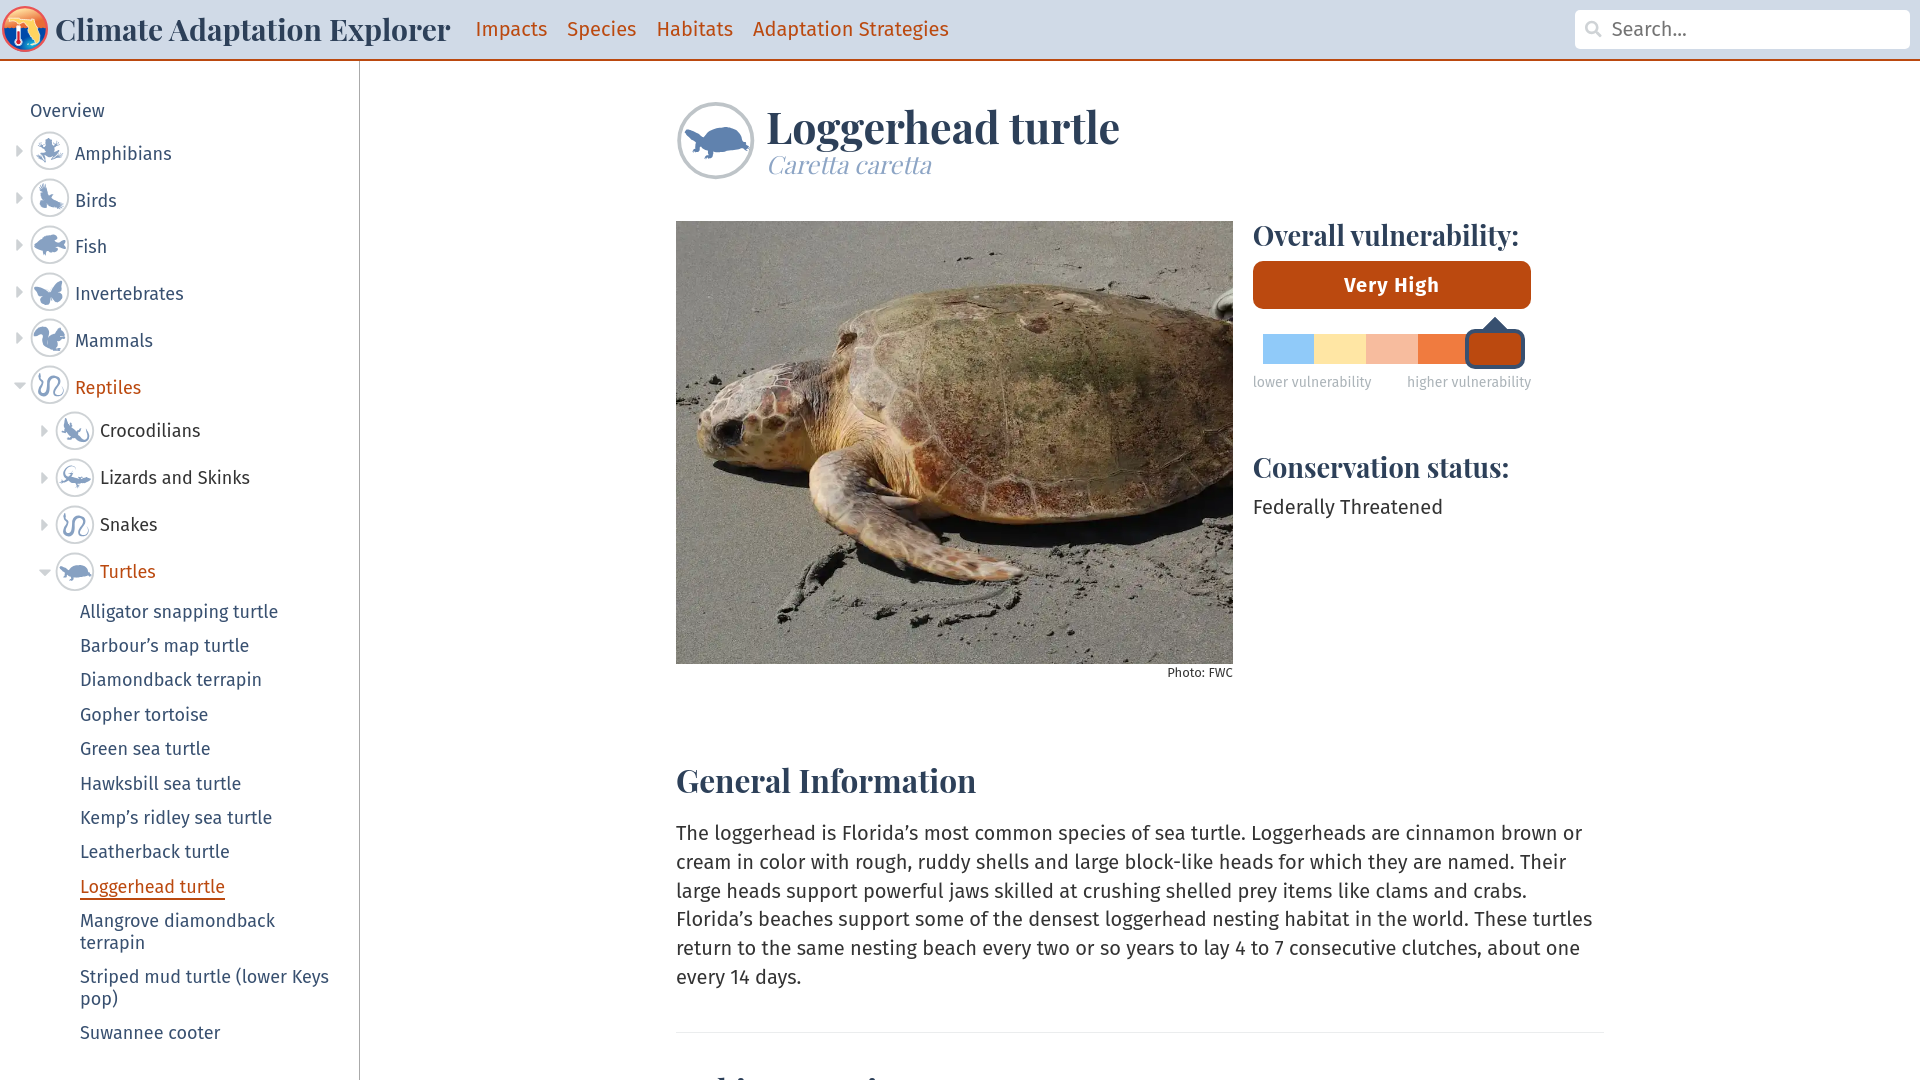 Climate Adaptation Explorer
Impacts
Species
Habitats
Adaptation Strategies
Search...
Overview
Amphibians
Birds
Fish
Invertebrates
Mammals
Reptiles
Crocodilians
Lizards and Skinks
Snakes
Turtles
Alligator snapping turtle
Barbour’s map turtle
Diamondback terrapin
Gopher tortoise
Green sea turtle
Hawksbill sea turtle
Kemp’s ridley sea turtle
Leatherback turtle
Loggerhead turtle
Mangrove diamondback
terrapin
Striped mud turtle (lower Keys
pop)
Suwannee cooter
Loggerhead turtle
Caretta caretta
Photo: FWC
Overall vulnerability:
Very High
lower vulnerability
higher vulnerability
Conservation status:
Federally Threatened
General Information
The loggerhead is Florida’s most common species of sea turtle. Loggerheads are cinnamon brown or
cream in color with rough, ruddy shells and large block-like heads for which they are named. Their
large heads support powerful jaws skilled at crushing shelled prey items like clams and crabs.
Florida’s beaches support some of the densest loggerhead nesting habitat in the world. These turtles
return to the same nesting beach every two or so years to lay 4 to 7 consecutive clutches, about one
every 14 days.